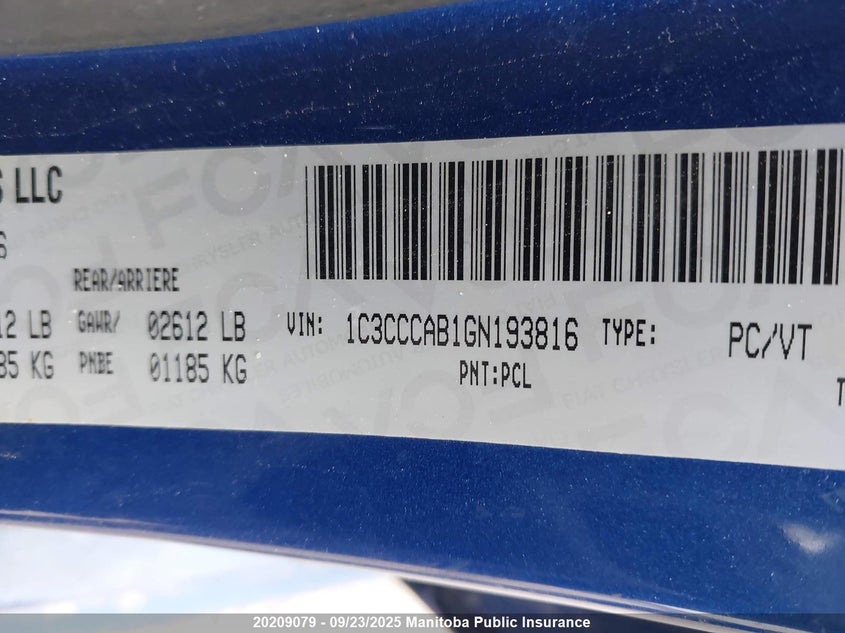 S LLC
REAR/ARRIERE
12 LB GAWR/ 02612 LB VIN: 1C3CCCAB1GN193816 TYPE: PC/VT
85 KG PNBE 01185 KG PNT:PCL
20209079 - 09/23/2025 Manitoba Public Insurance